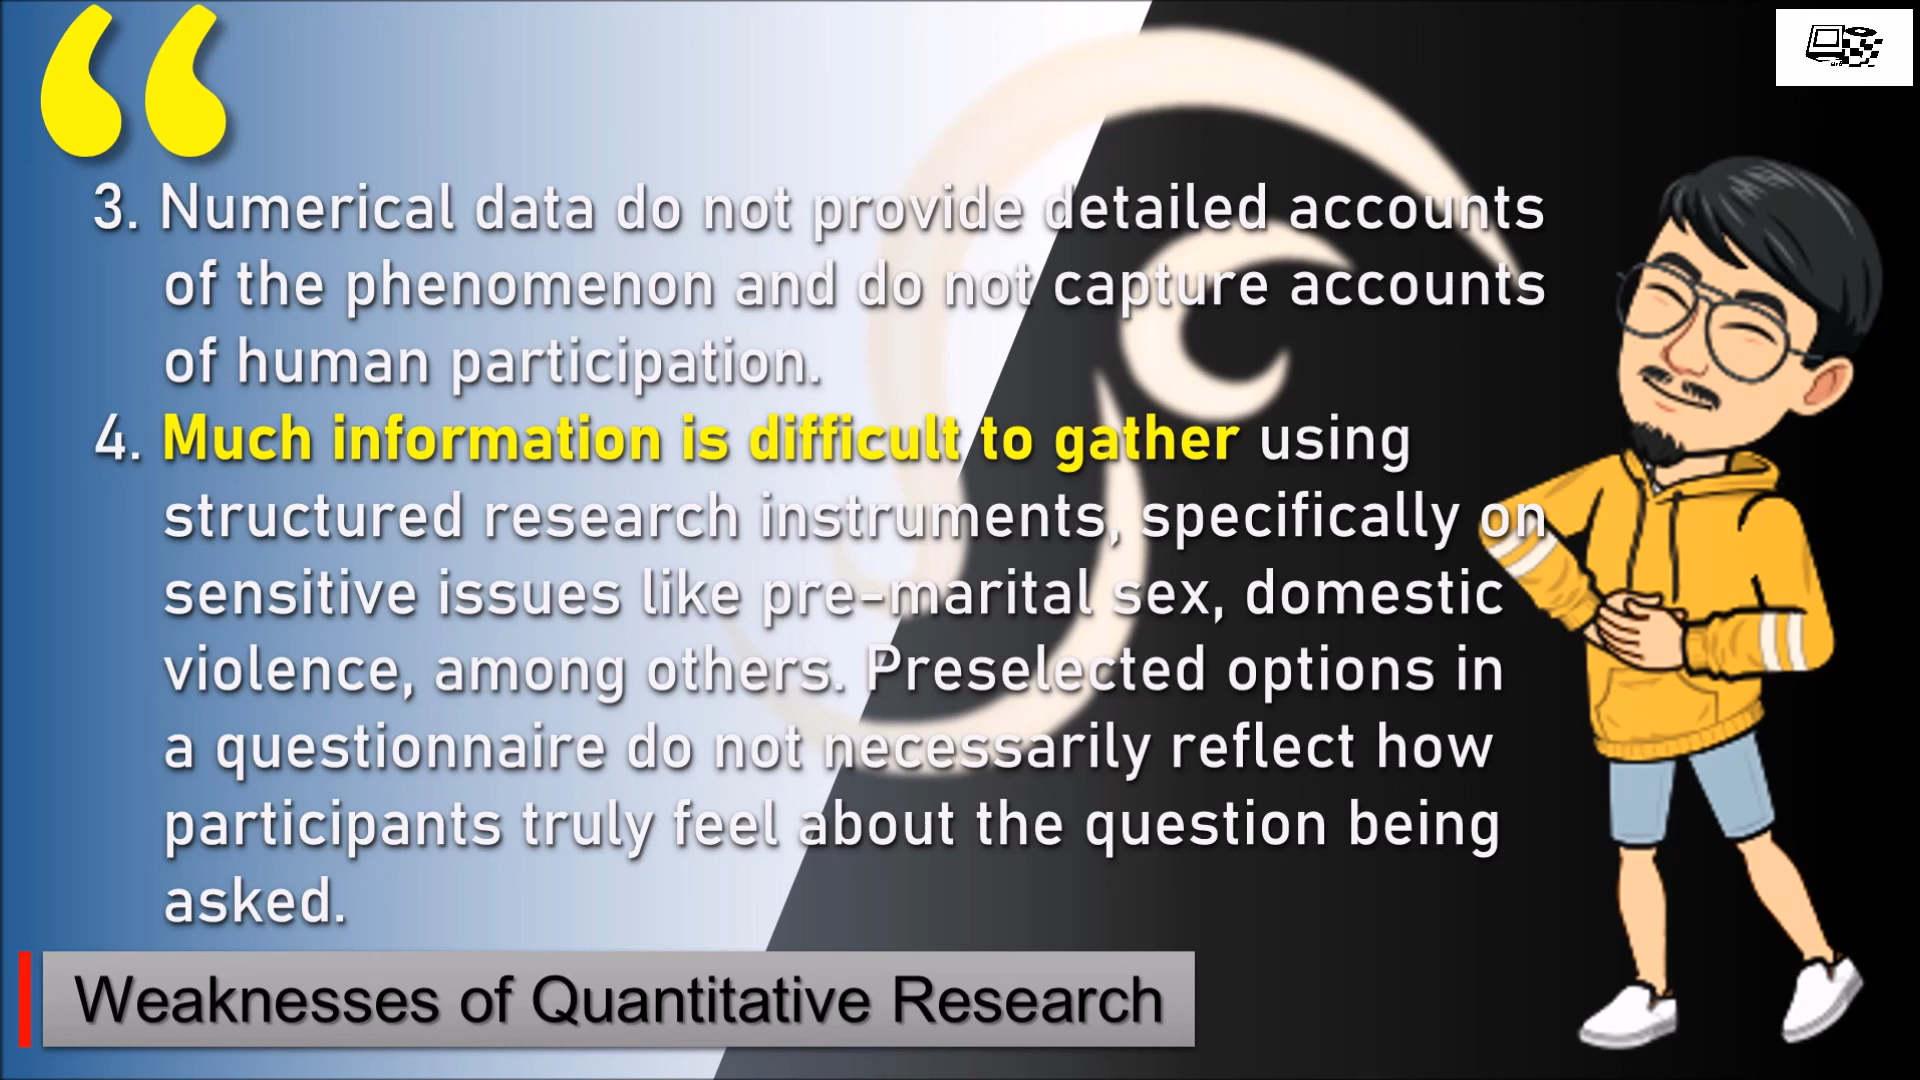 3. Numerical data do not provide detailed accounts
of the phenomenon and do not capture accounts
of human participation.
4. Much information is difficult to gather using
structured research instruments, specifically on
sensitive issues like pre-marital sex, domestic
violence, among others. Preselected options in
a questionnaire do not necessarily reflect how
participants truly feel about the question being
asked.
Weaknesses of Quantitative Research